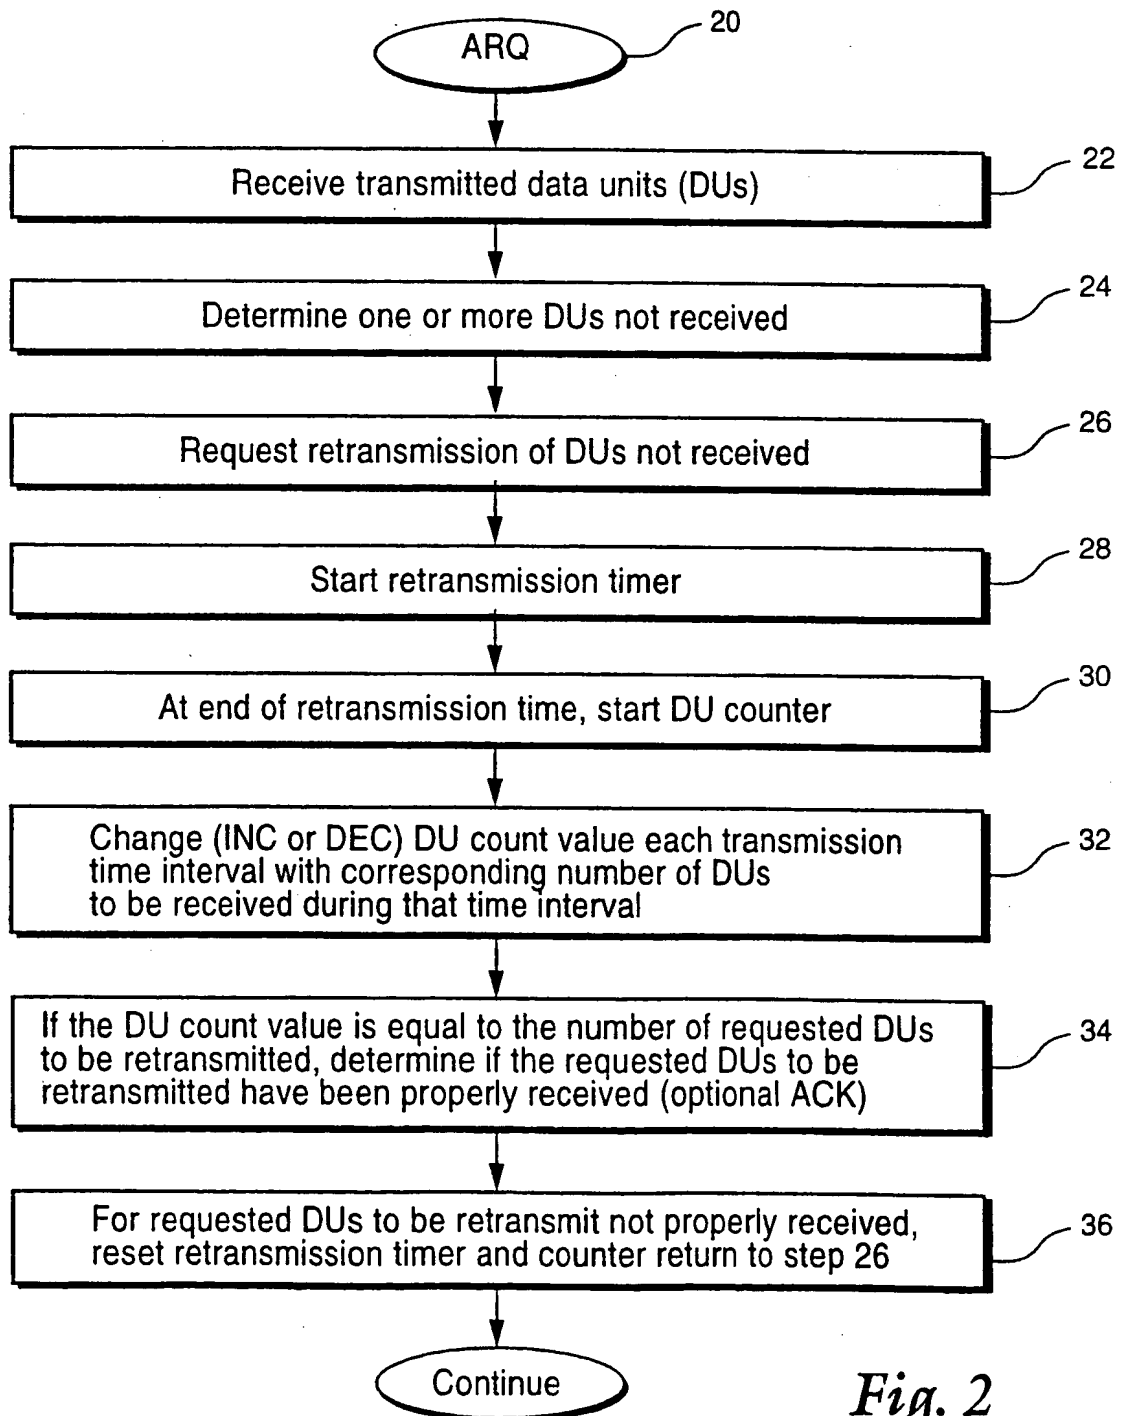 ARQ
20
Receive transmitted data units (DUs)
22
Determine one or more DUs not received
24
Request retransmission of DUs not received
26
Start retransmission timer
28
At end of retransmission time, start DU counter
30
Change (INC or DEC) DU count value each transmission
time interval with corresponding number of DUs
to be received during that time interval
32
If the DU count value is equal to the number of requested DUs
to be retransmitted, determine if the requested DUs to be
retransmitted have been properly received (optional ACK)
34
For requested DUs to be retransmit not properly received,
reset retransmission timer and counter return to step 26
36
Continue
Fig. 2